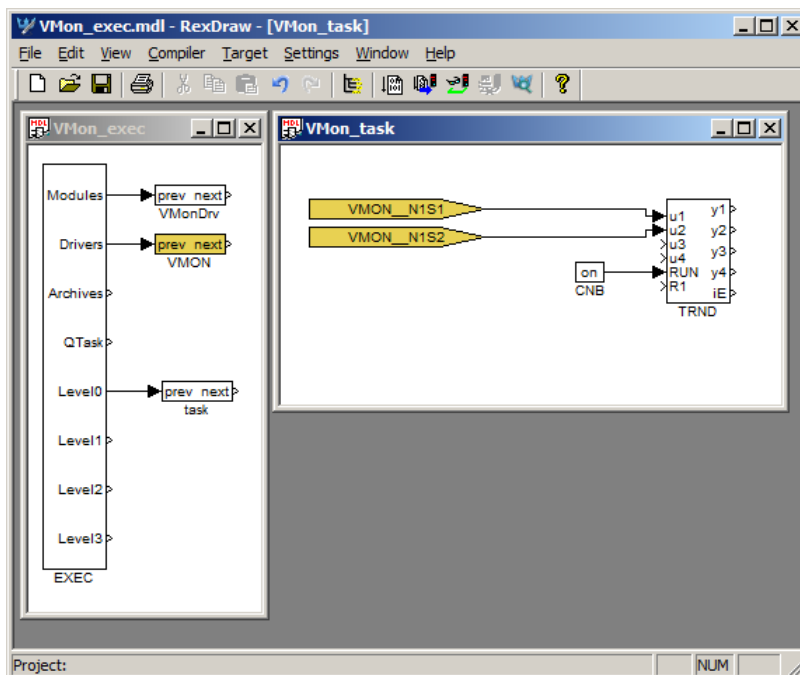 VMon_exec.mdl - RexDraw - [VMon_task]
File Edit View Compiler Target Settings Window Help
VMon_exec
Modules
prev next
VMonDrv
Drivers
prev next
VMON
Archives
QTask
Level0
prev next
task
Level1
Level2
Level3
EXEC
VMon_task
VMON__N1S1
VMON__N1S2
on
CNB
u1 y1
u2 y2
u3 y3
u4
RUN y4
R1 iE
TRND
Project: NUM